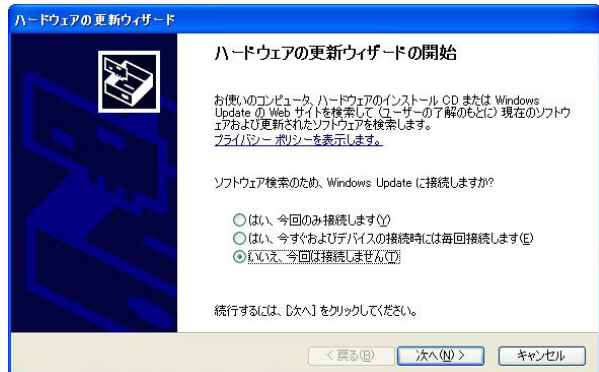 ハードウェアの更新ウィザード
ハードウェアの更新ウィザードの開始
お使いのコンピュータ、ハードウェアのインストール CD または Windows
Update の Web サイトを検索して (ユーザーの了解のもとに) 現在のソフトウ
ェアおよび更新されたソフトウェアを検索します。
プライバシー ポリシーを表示します。
ソフトウェア検索のため、Windows Update に接続しますか?
はい、今回のみ接続します(Y)
はい、今すぐおよびデバイスの接続時には毎回接続します(E)
いいえ、今回は接続しません(T)
続行するには、[次へ] をクリックしてください。
< 戻る(B) 次へ(N) > キャンセル